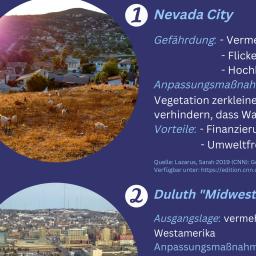 1 Nevada City
Gefährdung: - Verme
- Flicke
- Hochl
Anpassungsmaßnah
Vegetation zerkleine
verhindern, dass Wa
Vorteile: - Finanzieru
- Umweltfre
Quelle: Lazarus, Sarah 2019 (CNN): G
Verfügbar unter: https://edition.cnn.
2 Duluth "Midwest
Ausgangslage: vermeh
Westamerika
Anpassungsmaßnahm